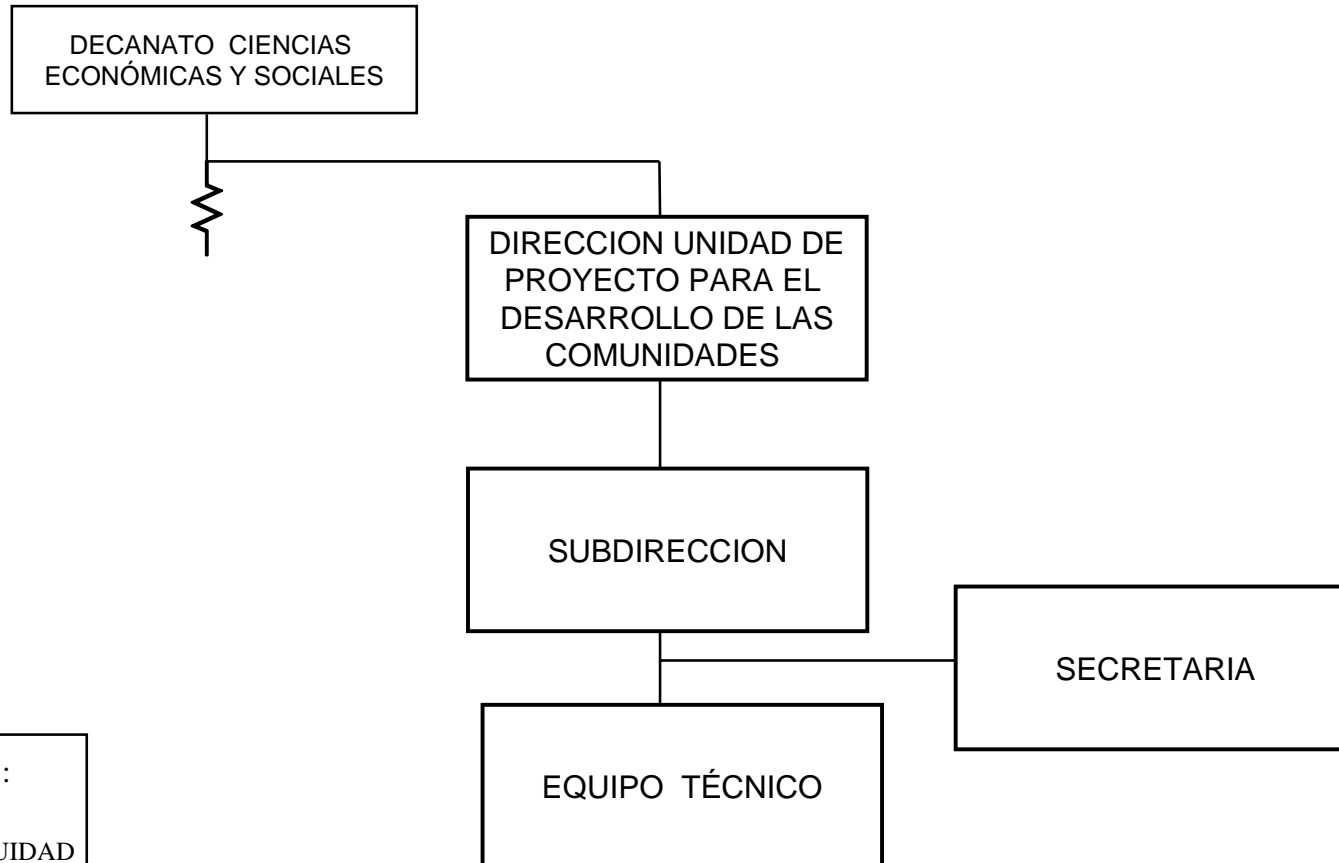 DECANATO CIENCIAS
ECONÓMICAS Y SOCIALES
DIRECCION UNIDAD DE
PROYECTO PARA EL
DESARROLLO DE LAS
COMUNIDADES
SUBDIRECCION
SECRETARIA
EQUIPO TÉCNICO
: